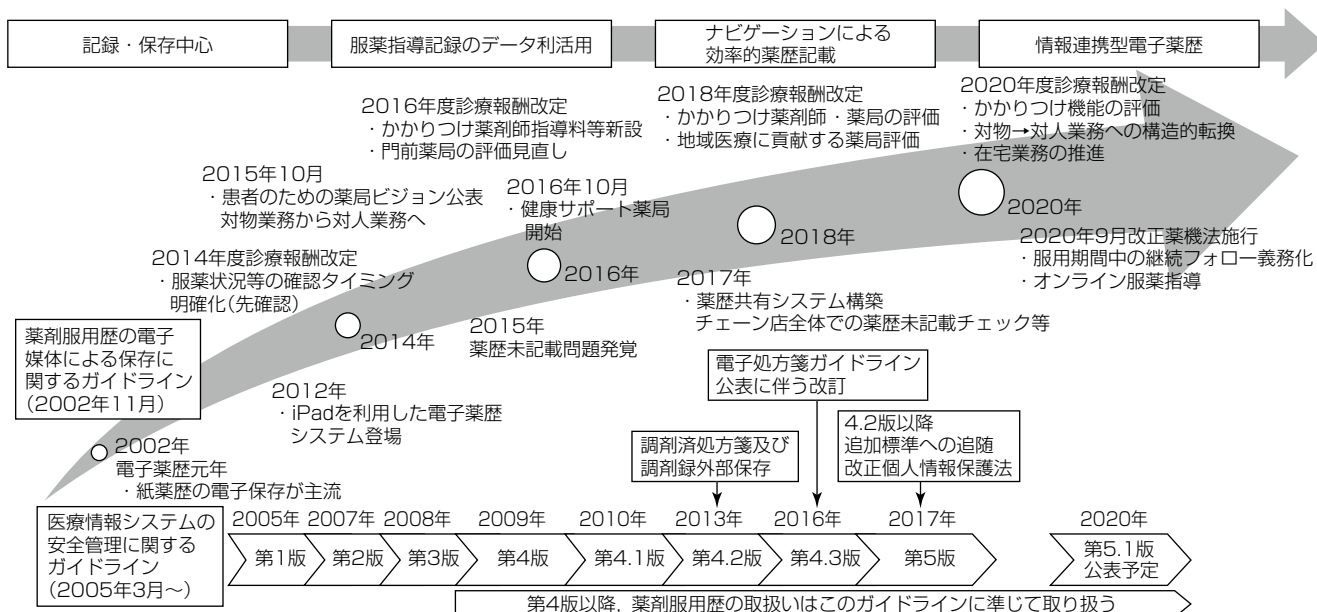 記録・保存中心
服薬指導記録のデータ利活用
ナビゲーションによる
効率的薬歴記載
情報連携型電子薬歴
2016年度診療報酬改定
・かかりつけ薬剤師指導料等新設
・門前薬局の評価見直し
2018年度診療報酬改定
・かかりつけ薬剤師・薬局の評価
・地域医療に貢献する薬局評価
2020年度診療報酬改定
・かかりつけ機能の評価
・対物→対人業務への構造的転換
・在宅業務の推進
2015年10月
・患者のための薬局ビジョン公表
対物業務から対人業務へ
2016年10月
・健康サポート薬局
開始
2014年度診療報酬改定
・服薬状況等の確認タイミング
明確化(先確認)
2014年
2016年
2018年
2020年
2020年9月改正薬機法施行
・服用期間中の継続フォロー義務化
・オンライン服薬指導
2015年
薬歴未記載問題発覚
2017年
・薬歴共有システム構築
チェーン店全体での薬歴未記載チェック等
薬剤服用歴の電子
媒体による保存に
関するガイドライン
(2002年11月)
2012年
・iPadを利用した電子薬歴
システム登場
2002年
電子薬歴元年
・紙薬歴の電子保存が主流
電子処方箋ガイドライン
公表に伴う改訂
調剤済処方箋及び
調剤録外部保存
4.2版以降
追加標準への追随
改正個人情報保護法
医療情報システムの
安全管理に関する
ガイドライン
(2005年3月〜)
2005年 2007年 2008年 2009年 2010年 2013年 2016年 2017年 2020年
第1版 第2版 第3版 第4版 第4.1版 第4.2版 第4.3版 第5版
第5.1版
公表予定
第4版以降,薬剤服用歴の取扱いはこのガイドラインに準じて取り扱う